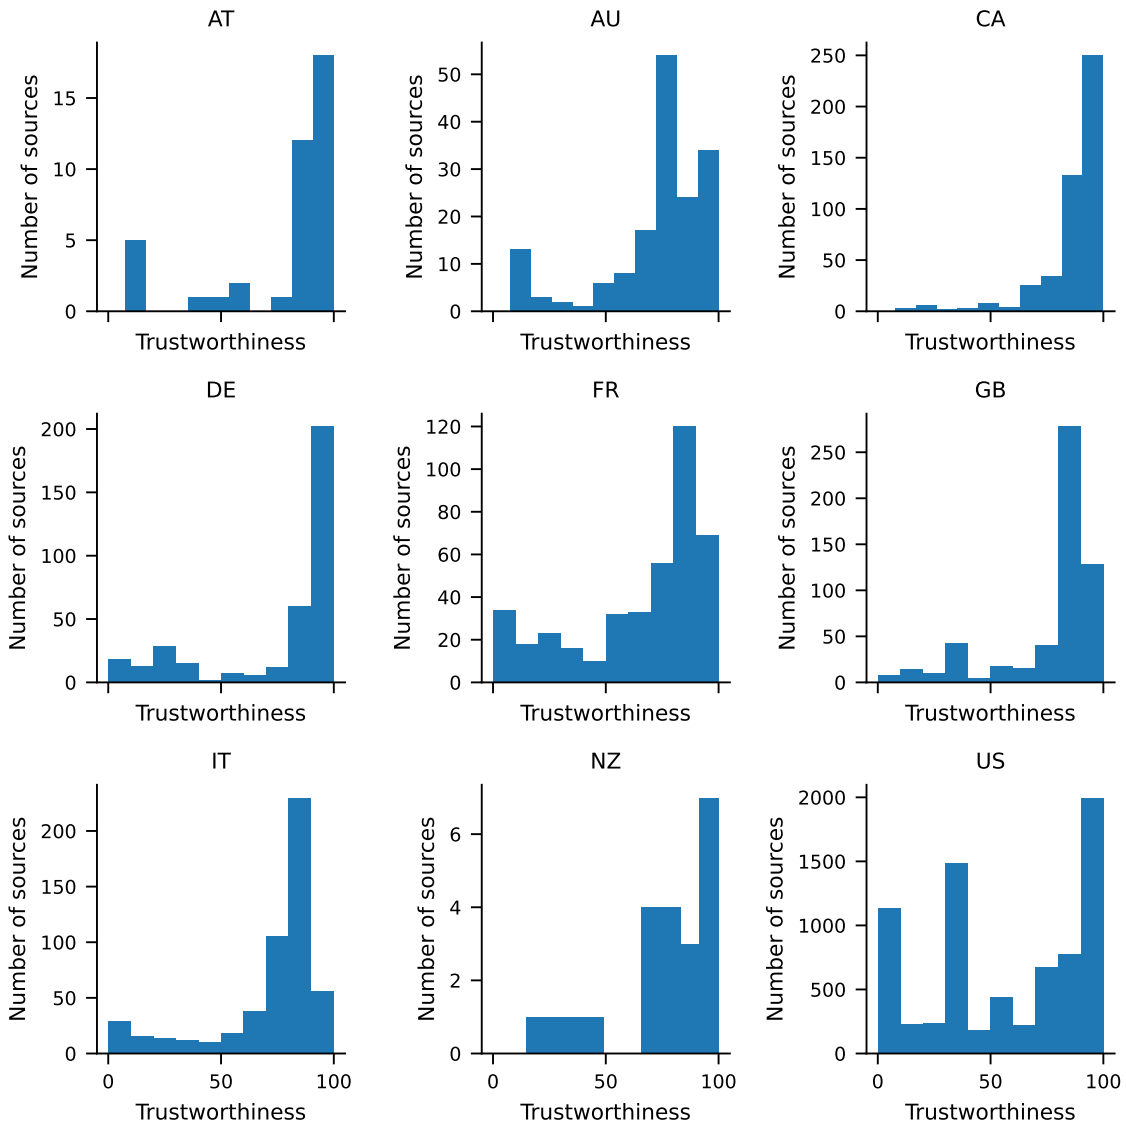 AT AU CA
Number of sources Number of sources Number of sources
15 50 250
10 40 200
5 30 150
0 20 100
10 50
0 0
Trustworthiness Trustworthiness Trustworthiness
DE FR GB
Number of sources Number of sources Number of sources
200 120 250
150 100 200
100 80 150
50 60 100
0 40 50
20 0
0
Trustworthiness Trustworthiness Trustworthiness
IT NZ US
Number of sources Number of sources Number of sources
200 6 2000
150 4 1500
100 2 1000
50 0 500
0 0
0 50 100 0 50 100 0 50 100
Trustworthiness Trustworthiness Trustworthiness